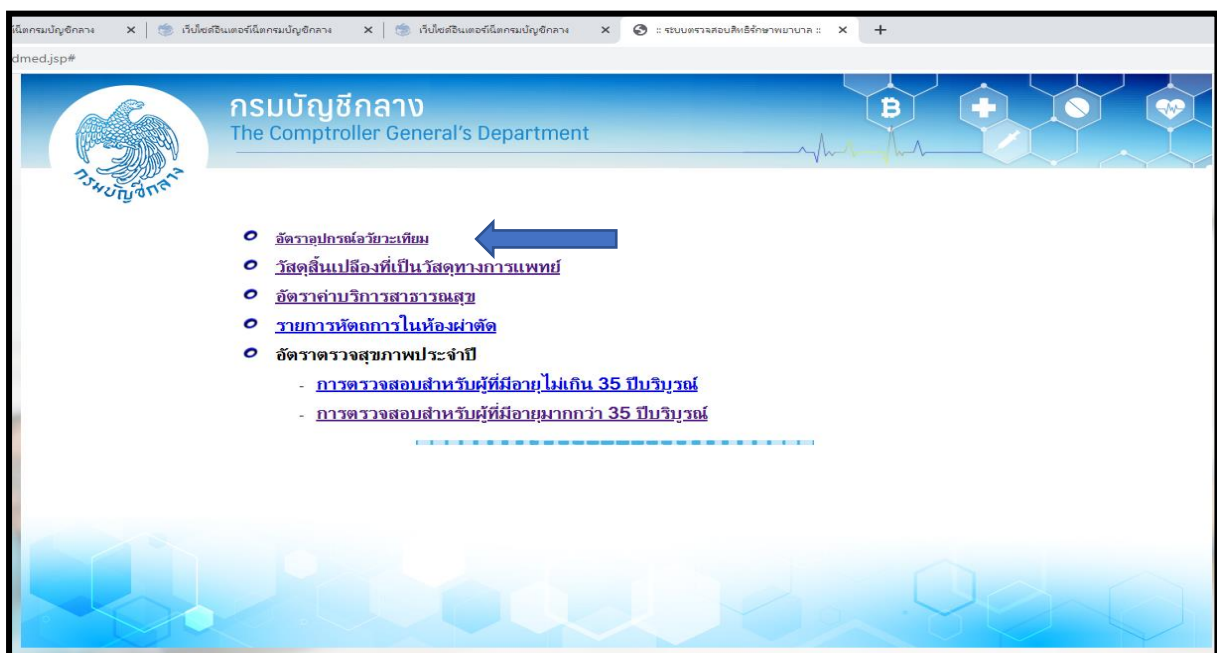 เว็บไซต์อินเตอร์เน็ตกรมบัญชีกลาง
เว็บไซต์อินเตอร์เน็ตกรมบัญชีกลาง
:: ระบบตรวจสอบสิทธิรักษาพยาบาล ::
dmed.jsp#
กรมบัญชีกลาง
The Comptroller General's Department
กรมบัญชีกลาง
อัตราอุปกรณ์อวัยวะเทียม
วัสดุสิ้นเปลืองที่เป็นวัสดุทางการแพทย์
อัตราค่าบริการสาธารณสุข
รายการหัตถการในห้องผ่าตัด
อัตราตรวจสุขภาพประจำปี
- การตรวจสอบสำหรับผู้ที่มีอายุไม่เกิน 35 ปีบริบูรณ์
- การตรวจสอบสำหรับผู้ที่มีอายุมากกว่า 35 ปีบริบูรณ์